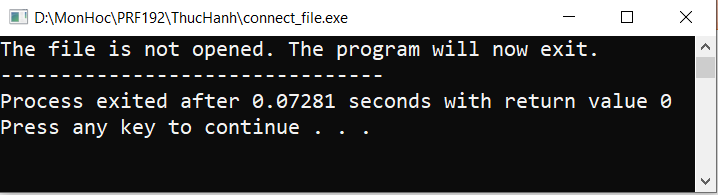 D:\MonHoc\PRF192\ThucHanh\connect_file.exe
The file is not opened. The program will now exit.
--------------------------------
Process exited after 0.07281 seconds with return value 0
Press any key to continue . . .